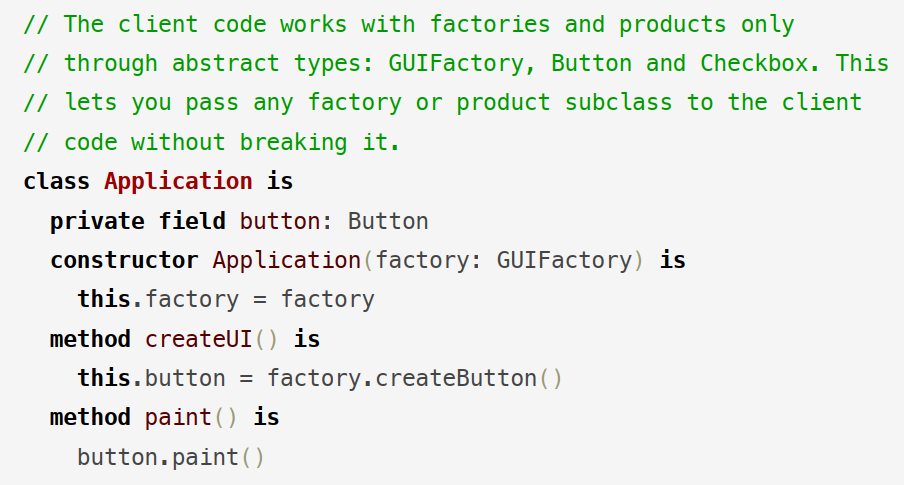 // The client code works with factories and products only
// through abstract types: GUIFactory, Button and Checkbox. This
// lets you pass any factory or product subclass to the client
// code without breaking it.
class Application is
  private field button: Button
  constructor Application(factory: GUIFactory) is
    this.factory = factory
  method createUI() is
    this.button = factory.createButton()
  method paint() is
    button.paint()